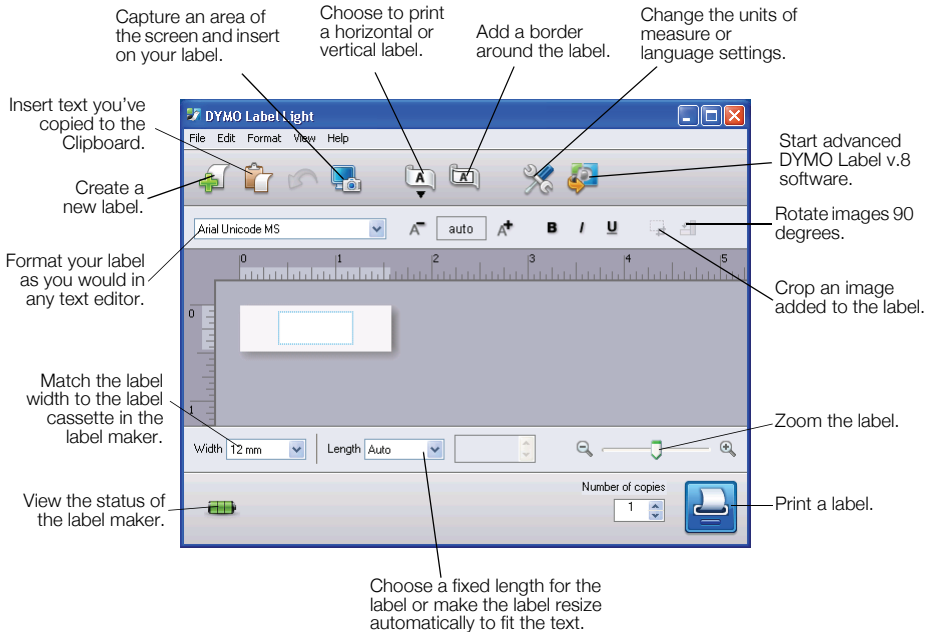 Capture an area of
the screen and insert
on your label.
Choose to print
a horizontal or
vertical label.
Add a border
around the label.
Change the units of
measure or
language settings.
Insert text you've
copied to the
Clipboard.
Create a
new label.
Format your label
as you would in
any text editor.
Match the label
width to the label
cassette in the
label maker.
View the status of
the label maker.
DYMO Label Light
File Edit Format View Help
A A
Arial Unicode MS A auto A B I U
0 1 2 3 4 5
0
1
Width 12 mm Length Auto
Number of copies
1
Start advanced
DYMO Label v.8
software.
Rotate images 90
degrees.
Crop an image
added to the label.
Zoom the label.
Print a label.
Choose a fixed length for the
label or make the label resize
automatically to fit the text.